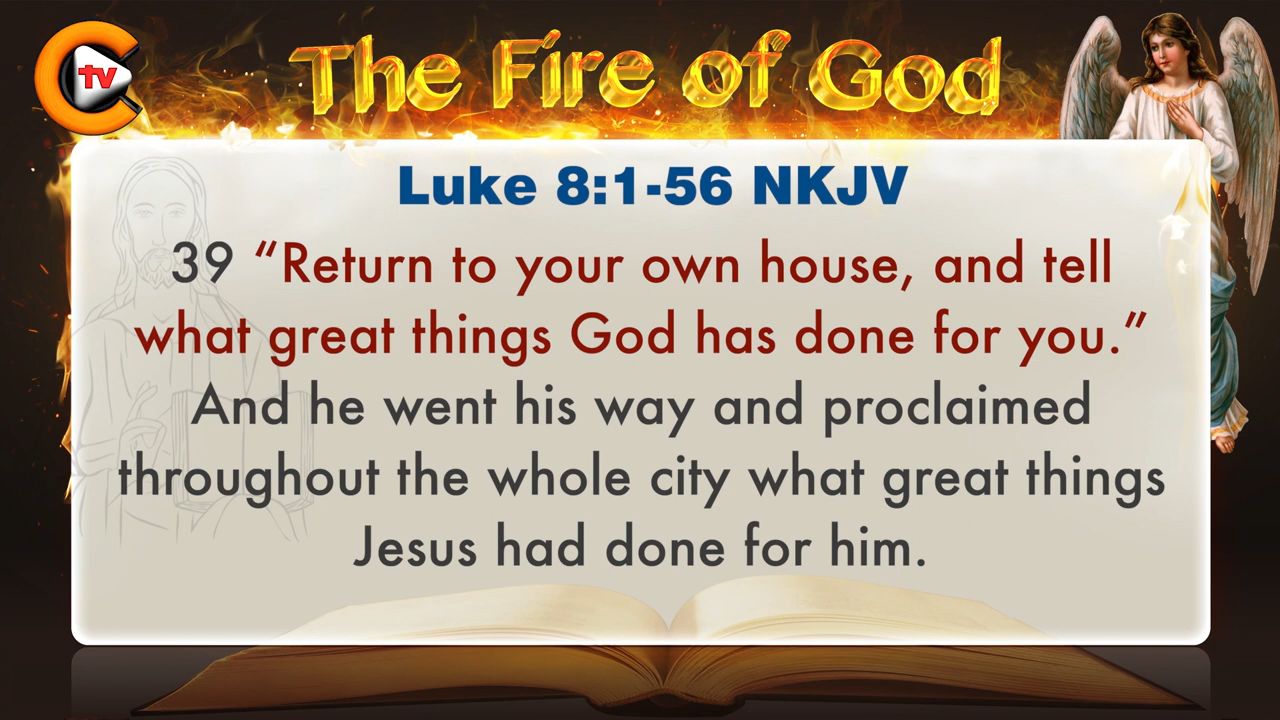 tv
The Fire of God
Luke 8:1-56 NKJV
39 “Return to your own house, and tell
what great things God has done for you.”
And he went his way and proclaimed
throughout the whole city what great things
Jesus had done for him.